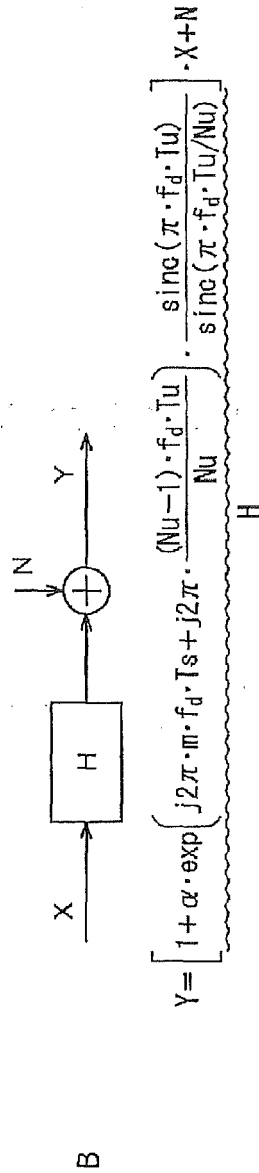 B
X
H
N
Y
Y=[1+α·exp(j2π·m·f_d·Ts+j2π·(Nu-1)·f_d·Tu/Nu)·sinc(π·f_d·Tu)/sinc(π·f_d·Tu/Nu)]·X+N
H